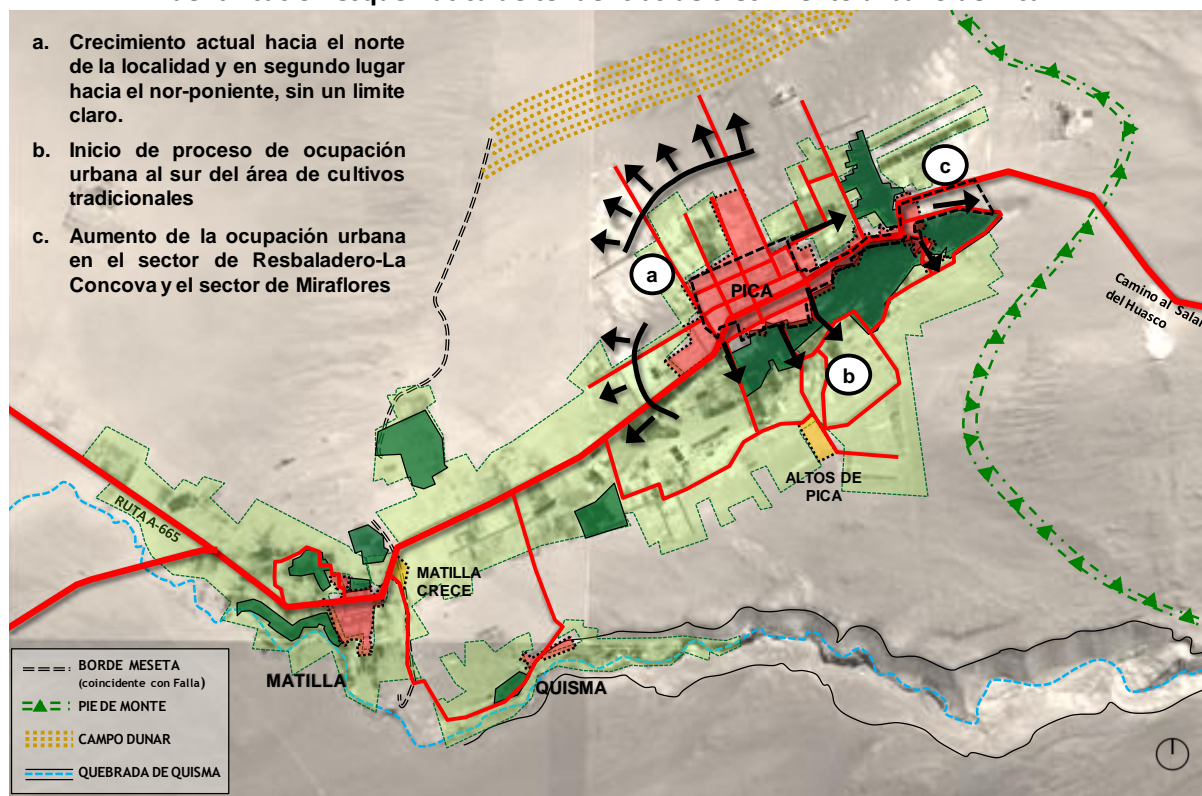 a. Crecimiento actual hacia el norte
de la localidad y en segundo lugar
hacia el nor-poniente, sin un limite
claro.
b. Inicio de proceso de ocupación
urbana al sur del área de cultivos
tradicionales
c. Aumento de la ocupación urbana
en el sector de Resbaladero-La
Concova y el sector de Miraflores
c
a
PICA
Camino al Salar
del Huasco
b
ALTOS DE
PICA
RUTA A-665
MATILLA
CRECE
MATILLA
QUISMA
BORDE MESETA
(coincidente con Falla)
PIE DE MONTE
CAMPO DUNAR
QUEBRADA DE QUISMA